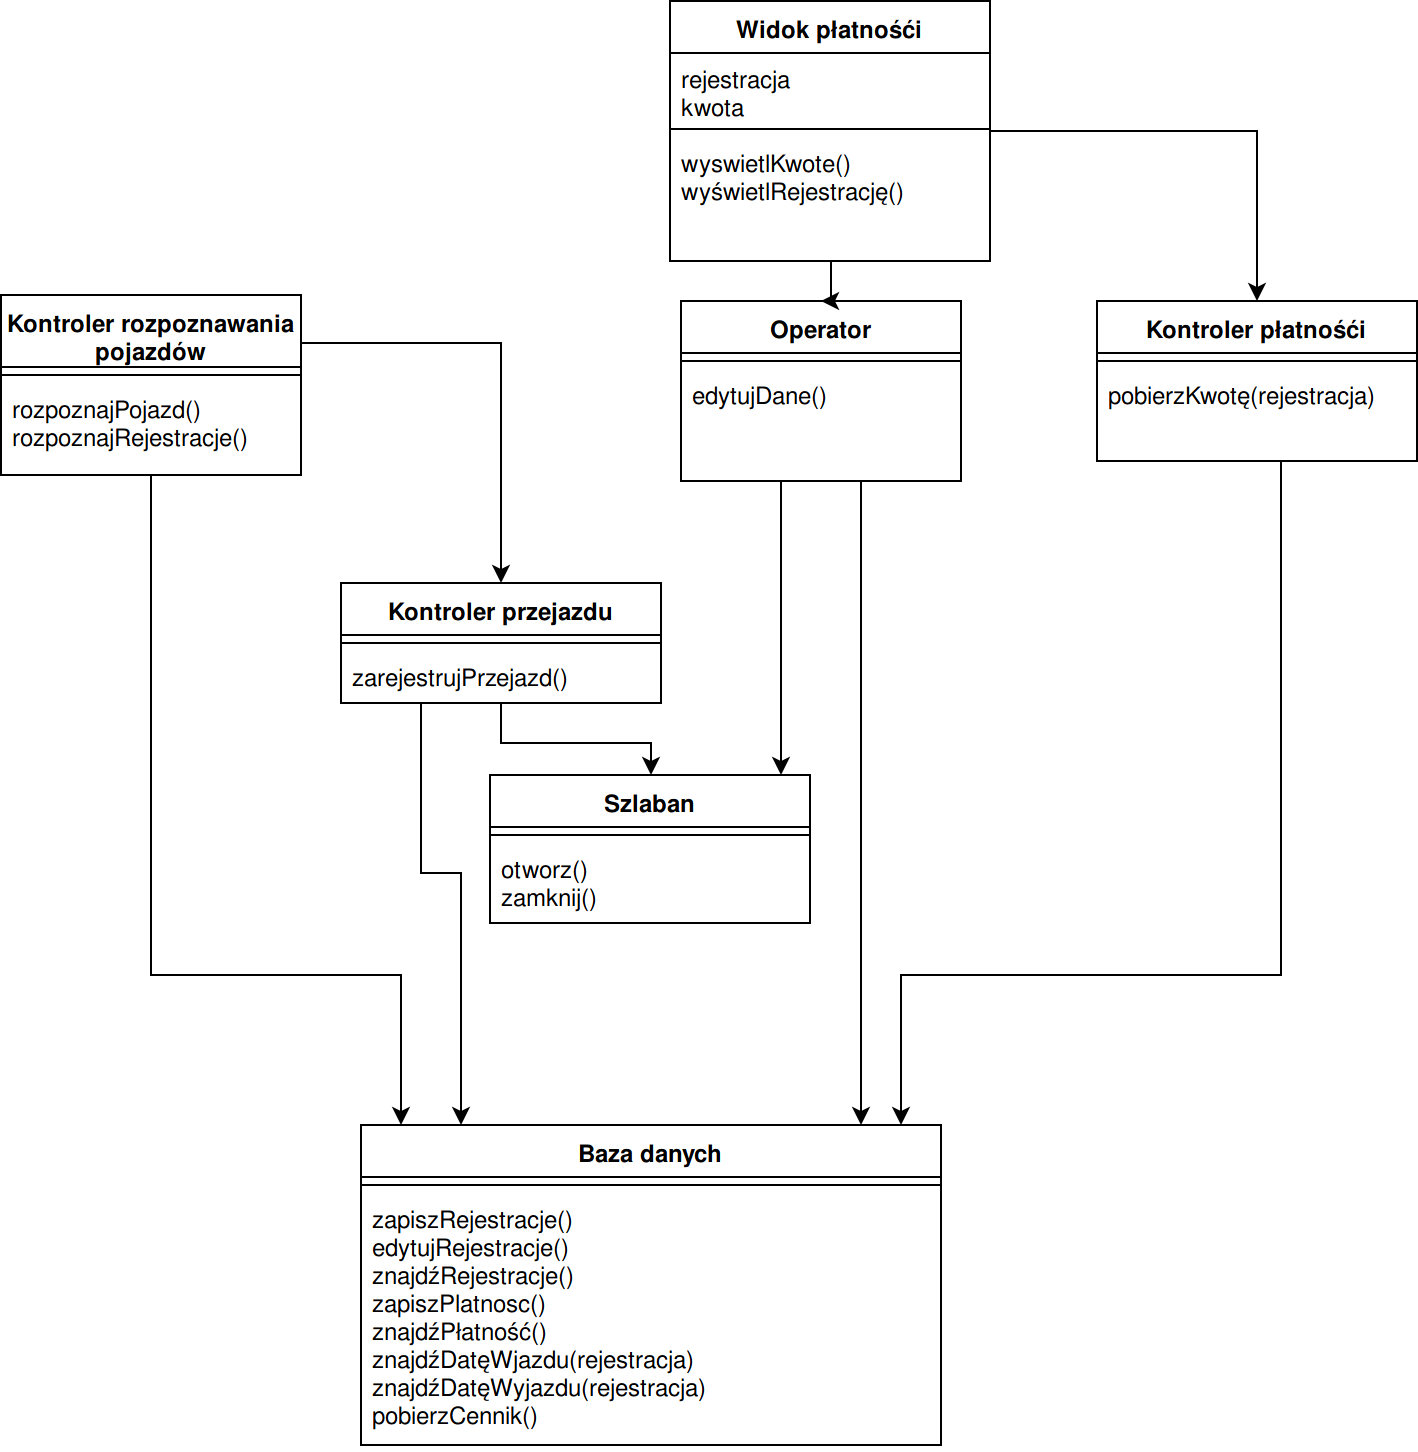 Widok płatnośći
rejestracja
kwota
wyswietlKwote()
wyświetlRejestrację()
Kontroler rozpoznawania
pojazdów
rozpoznajPojazd()
rozpoznajRejestracje()
Operator
edytujDane()
Kontroler płatnośći
pobierzKwotę(rejestracja)
Kontroler przejazdu
zarejestrujPrzejazd()
Szlaban
otworz()
zamknij()
Baza danych
zapiszRejestracje()
edytujRejestracje()
znajdźRejestracje()
zapiszPlatnosc()
znajdźPłatność()
znajdźDatęWjazdu(rejestracja)
znajdźDatęWyjazdu(rejestracja)
pobierzCennik()